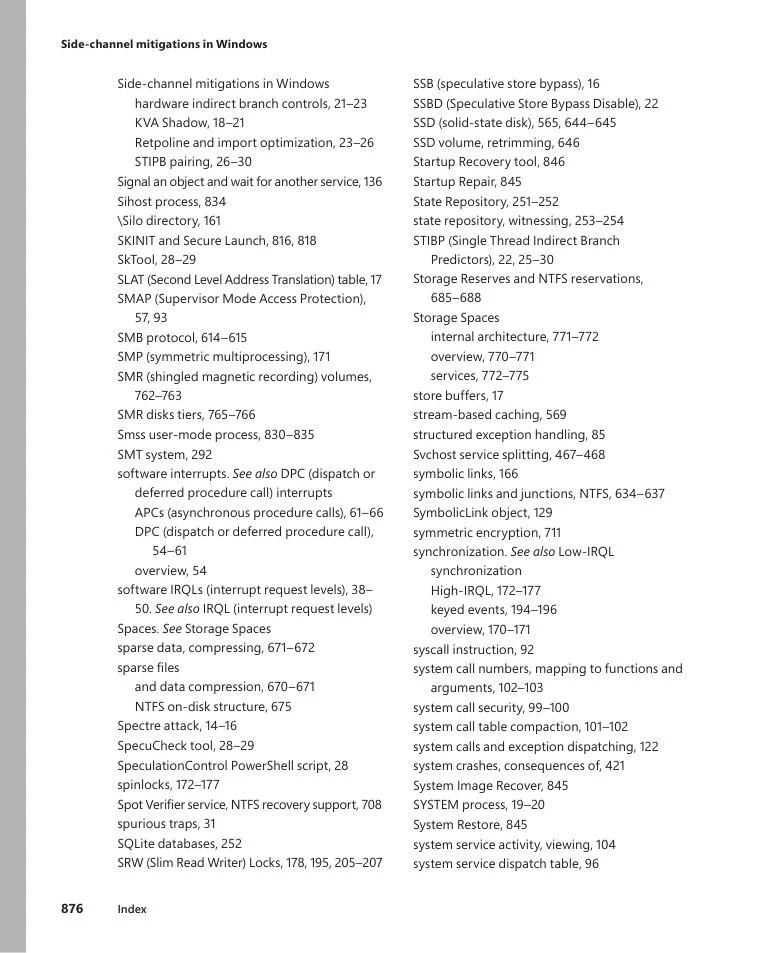 Side-channel mitigations in Windows
Side-channel mitigations in Windows
hardware indirect branch controls, 21–23
KVA Shadow, 18–21
Retpoline and import optimization, 23–26
STIPB pairing, 26–30
Signal an object and wait for another service, 136
Sihost process, 834
\Silo directory, 161
SKINIT and Secure Launch, 816, 818
SkTool, 28–29
SLAT (Second Level Address Translation) table, 17
SMAP (Supervisor Mode Access Protection),
57, 93
SMB protocol, 614–615
SMP (symmetric multiprocessing), 171
SMR (shingled magnetic recording) volumes,
762–763
SMR disks tiers, 765–766
Smss user-mode process, 830–835
SMT system, 292
software interrupts. See also DPC (dispatch or
deferred procedure call) interrupts
APCs (asynchronous procedure calls), 61–66
DPC (dispatch or deferred procedure call),
54–61
overview, 54
software IRQLs (interrupt request levels), 38–
50. See also IRQL (interrupt request levels)
Spaces. See Storage Spaces
sparse data, compressing, 671–672
sparse files
and data compression, 670–671
NTFS on-disk structure, 675
Spectre attack, 14–16
SpecuCheck tool, 28–29
SpeculationControl PowerShell script, 28
spinlocks, 172–177
Spot Verifier service, NTFS recovery support, 708
spurious traps, 31
SQLite databases, 252
SRW (Slim Read Writer) Locks, 178, 195, 205–207
SSB (speculative store bypass), 16
SSBD (Speculative Store Bypass Disable), 22
SSD (solid-state disk), 565, 644–645
SSD volume, retrimming, 646
Startup Recovery tool, 846
Startup Repair, 845
State Repository, 251–252
state repository, witnessing, 253–254
STIBP (Single Thread Indirect Branch
Predictors), 22, 25–30
Storage Reserves and NTFS reservations,
685–688
Storage Spaces
internal architecture, 771–772
overview, 770–771
services, 772–775
store buffers, 17
stream-based caching, 569
structured exception handling, 85
Svchost service splitting, 467–468
symbolic links, 166
symbolic links and junctions, NTFS, 634–637
SymbolicLink object, 129
symmetric encryption, 711
synchronization. See also Low-IRQL
synchronization
High-IRQL, 172–177
keyed events, 194–196
overview, 170–171
syscall instruction, 92
system call numbers, mapping to functions and
arguments, 102–103
system call security, 99–100
system call table compaction, 101–102
system calls and exception dispatching, 122
system crashes, consequences of, 421
System Image Recover, 845
SYSTEM process, 19–20
System Restore, 845
system service activity, viewing, 104
system service dispatch table, 96
876 Index